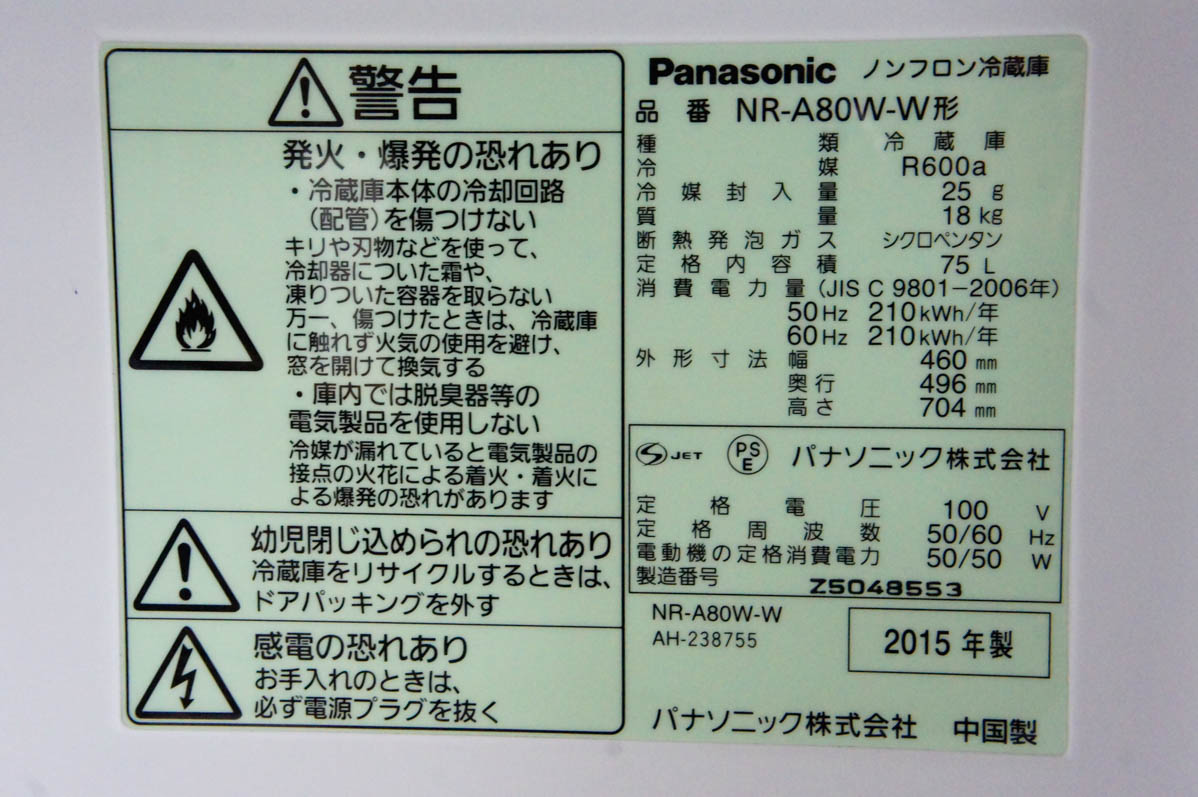 警告
発火・爆発の恐れあり
・冷蔵庫本体の冷却回路
(配管)を傷つけない
キリや刃物などを使って、
冷却器についた霜や、
凍りついた容器を取らない
万一、傷つけたときは、冷蔵庫
に触れず火気の使用を避け、
窓を開けて換気する
・庫内では脱臭器等の
電気製品を使用しない
冷媒が漏れていると電気製品の
接点の火花による着火・着火に
よる爆発の恐れがあります
幼児閉じ込められの恐れあり
冷蔵庫をリサイクルするときは、
ドアパッキングを外す
感電の恐れあり
お手入れのときは、
必ず電源プラグを抜く
Panasonic ノンフロン冷蔵庫
品番 NR-A80W-W形
種類 冷蔵庫
冷媒 R600a
冷媒封入量 25 g
質量 18 kg
断熱発泡ガス シクロペンタン
定格内容積 75 L
消費電力量(JIS C 9801-2006年)
50Hz 210kWh/年
60Hz 210kWh/年
外形寸法幅 460 mm
奥行 496 mm
高さ 704 mm
S JET PS E パナソニック株式会社
定格電圧 100 V
定格周波数 50/60 Hz
電動機の定格消費電力 50/50 W
製造番号 Z5048553
NR-A80W-W
AH-238755
2015年製
パナソニック株式会社 中国製